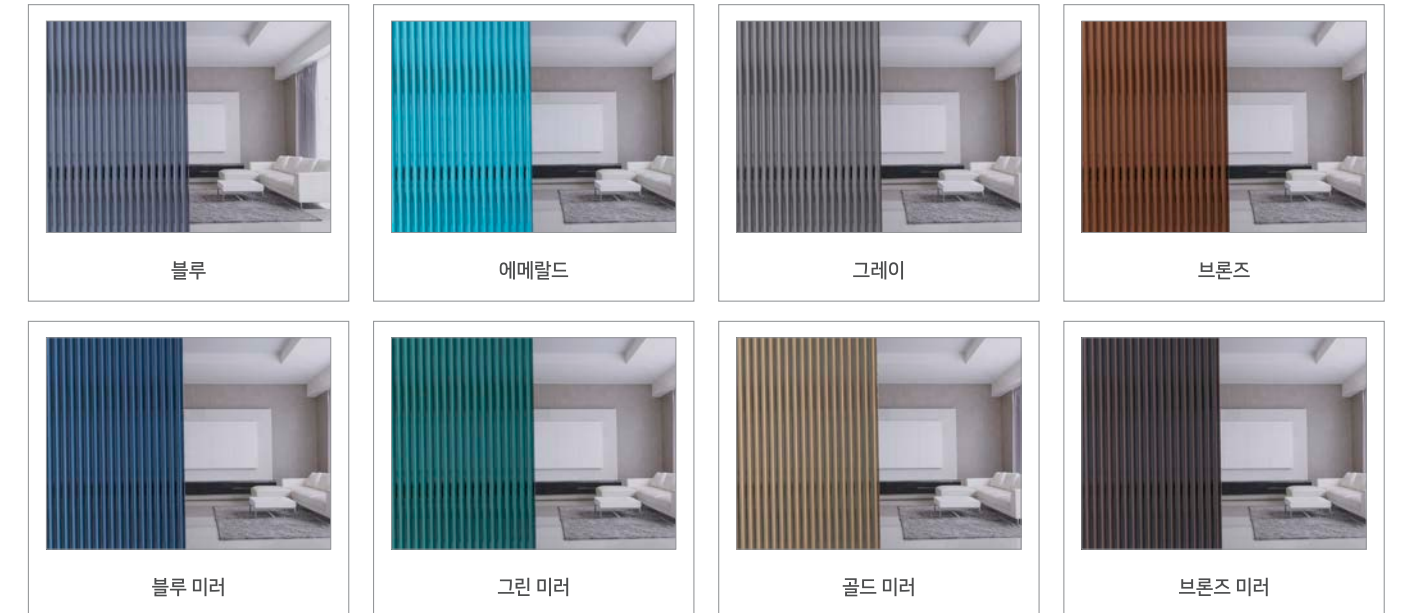 블루
에메랄드
그레이
브론즈
블루 미러
그린 미러
골드 미러
브론즈 미러